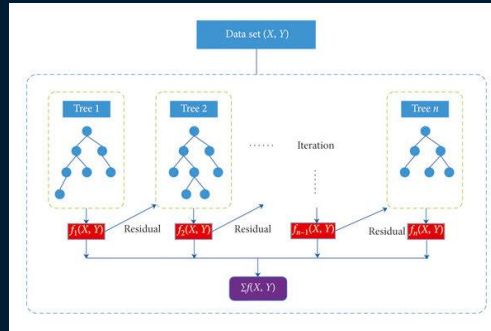 Data set (X, Y)
Tree 1
Tree 2
Tree n
...... Iteration
f₁(X, Y)
Residual
f₂(X, Y)
Residual
fₙ₋₁(X, Y)
Residual
fₙ(X, Y)
Σf(X, Y)